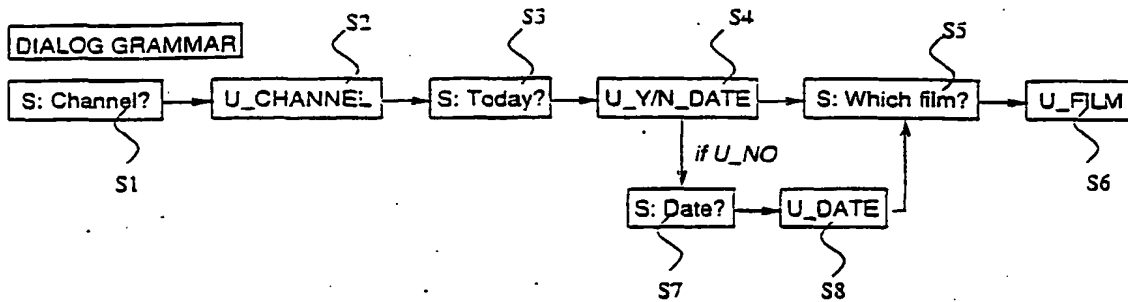 S2 S3 S4 S5
DIALOG GRAMMAR
S: Channel? U_CHANNEL S: Today? U_Y/N_DATE S: Which film? U_FILM
if U_NO
S1 S6
S: Date? U_DATE
S7 S8